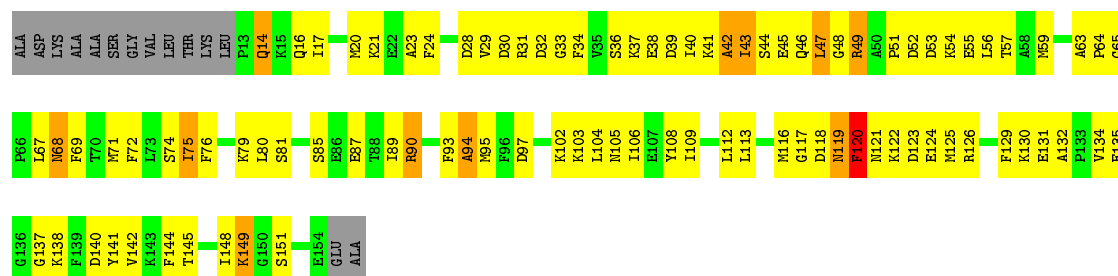 ALA ASP LYS ALA ALA SER GLY VAL LEU THR LYS LEU P13 Q14 K15 Q16 I17 M20 K21 E22 A23 F24 D28 V29 D30 R31 D32 G33 F34 V35 S36 K37 E38 D39 I40 K41 A42 I43 S44 E45 Q46 L47 G48 R49 A50 P51 D52 D53 K54 E55 L56 T57 A58 M59 A63 P64 G65
P66 L67 N68 F69 T70 M71 F72 L73 S74 I75 F76 K79 L80 S81 S85 E86 E87 T88 I89 R90 F93 A94 M95 F96 D97 K102 K103 L104 N105 I106 E107 Y108 I109 L112 L113 M116 G117 D118 N119 F120 N121 K122 D123 E124 M125 R126 F129 K130 E131 A132 P133 V134 E135
G136 G137 K138 F139 D140 Y141 V142 K143 F144 T145 I148 K149 G150 S151 E154 GLU ALA